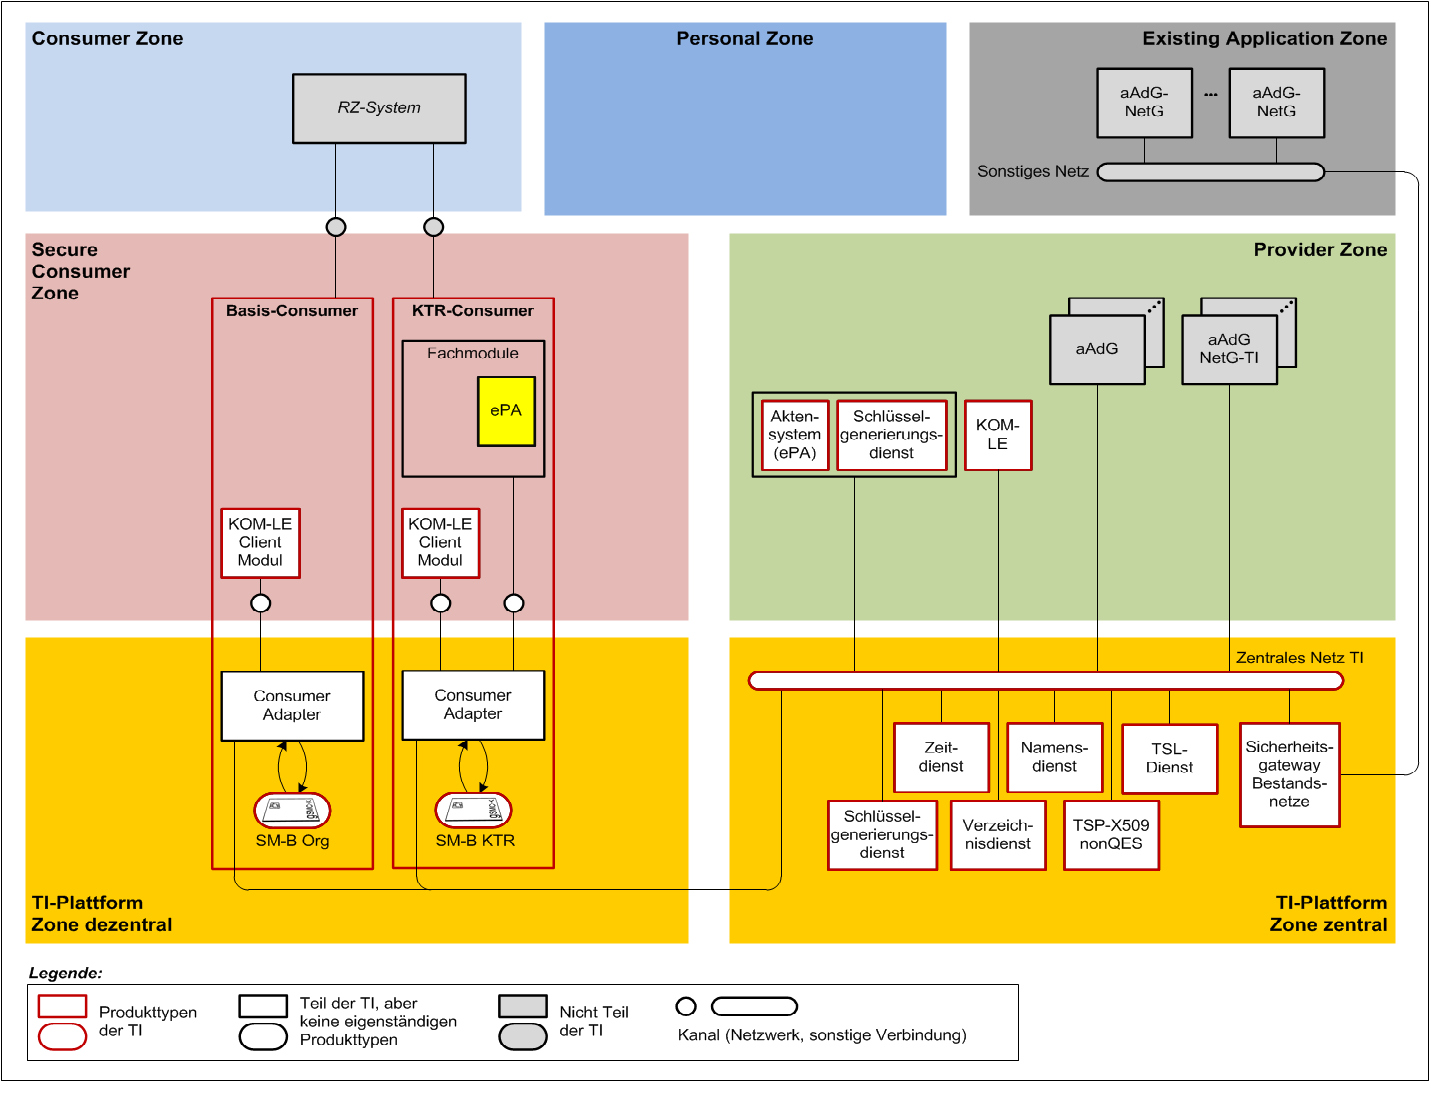 Consumer Zone
Personal Zone
Existing Application Zone
RZ-System
aAdG-
NetG
...
aAdG-
NetG
Sonstiges Netz
Secure
Consumer
Zone
Provider Zone
Basis-Consumer
KTR-Consumer
Fachmodule
ePA
aAdG
aAdG
NetG-TI
Akten-
system
(ePA)
Schlüssel-
generierungs-
dienst
KOM-
LE
KOM-LE
Client
Modul
KOM-LE
Client
Modul
Zentrales Netz TI
Consumer
Adapter
Consumer
Adapter
Zeit-
dienst
Namens-
dienst
TSL-
Dienst
Sicherheits-
gateway
Bestands-
netze
Schlüssel-
generierungs-
dienst
Verzeich-
nisdienst
TSP-X509
nonQES
SM-B Org
SM-B KTR
TI-Plattform
Zone dezentral
TI-Plattform
Zone zentral
Legende:
Produkttypen
der TI
Teil der TI, aber
keine eigenständigen
Produkttypen
Nicht Teil
der TI
Kanal (Netzwerk, sonstige Verbindung)